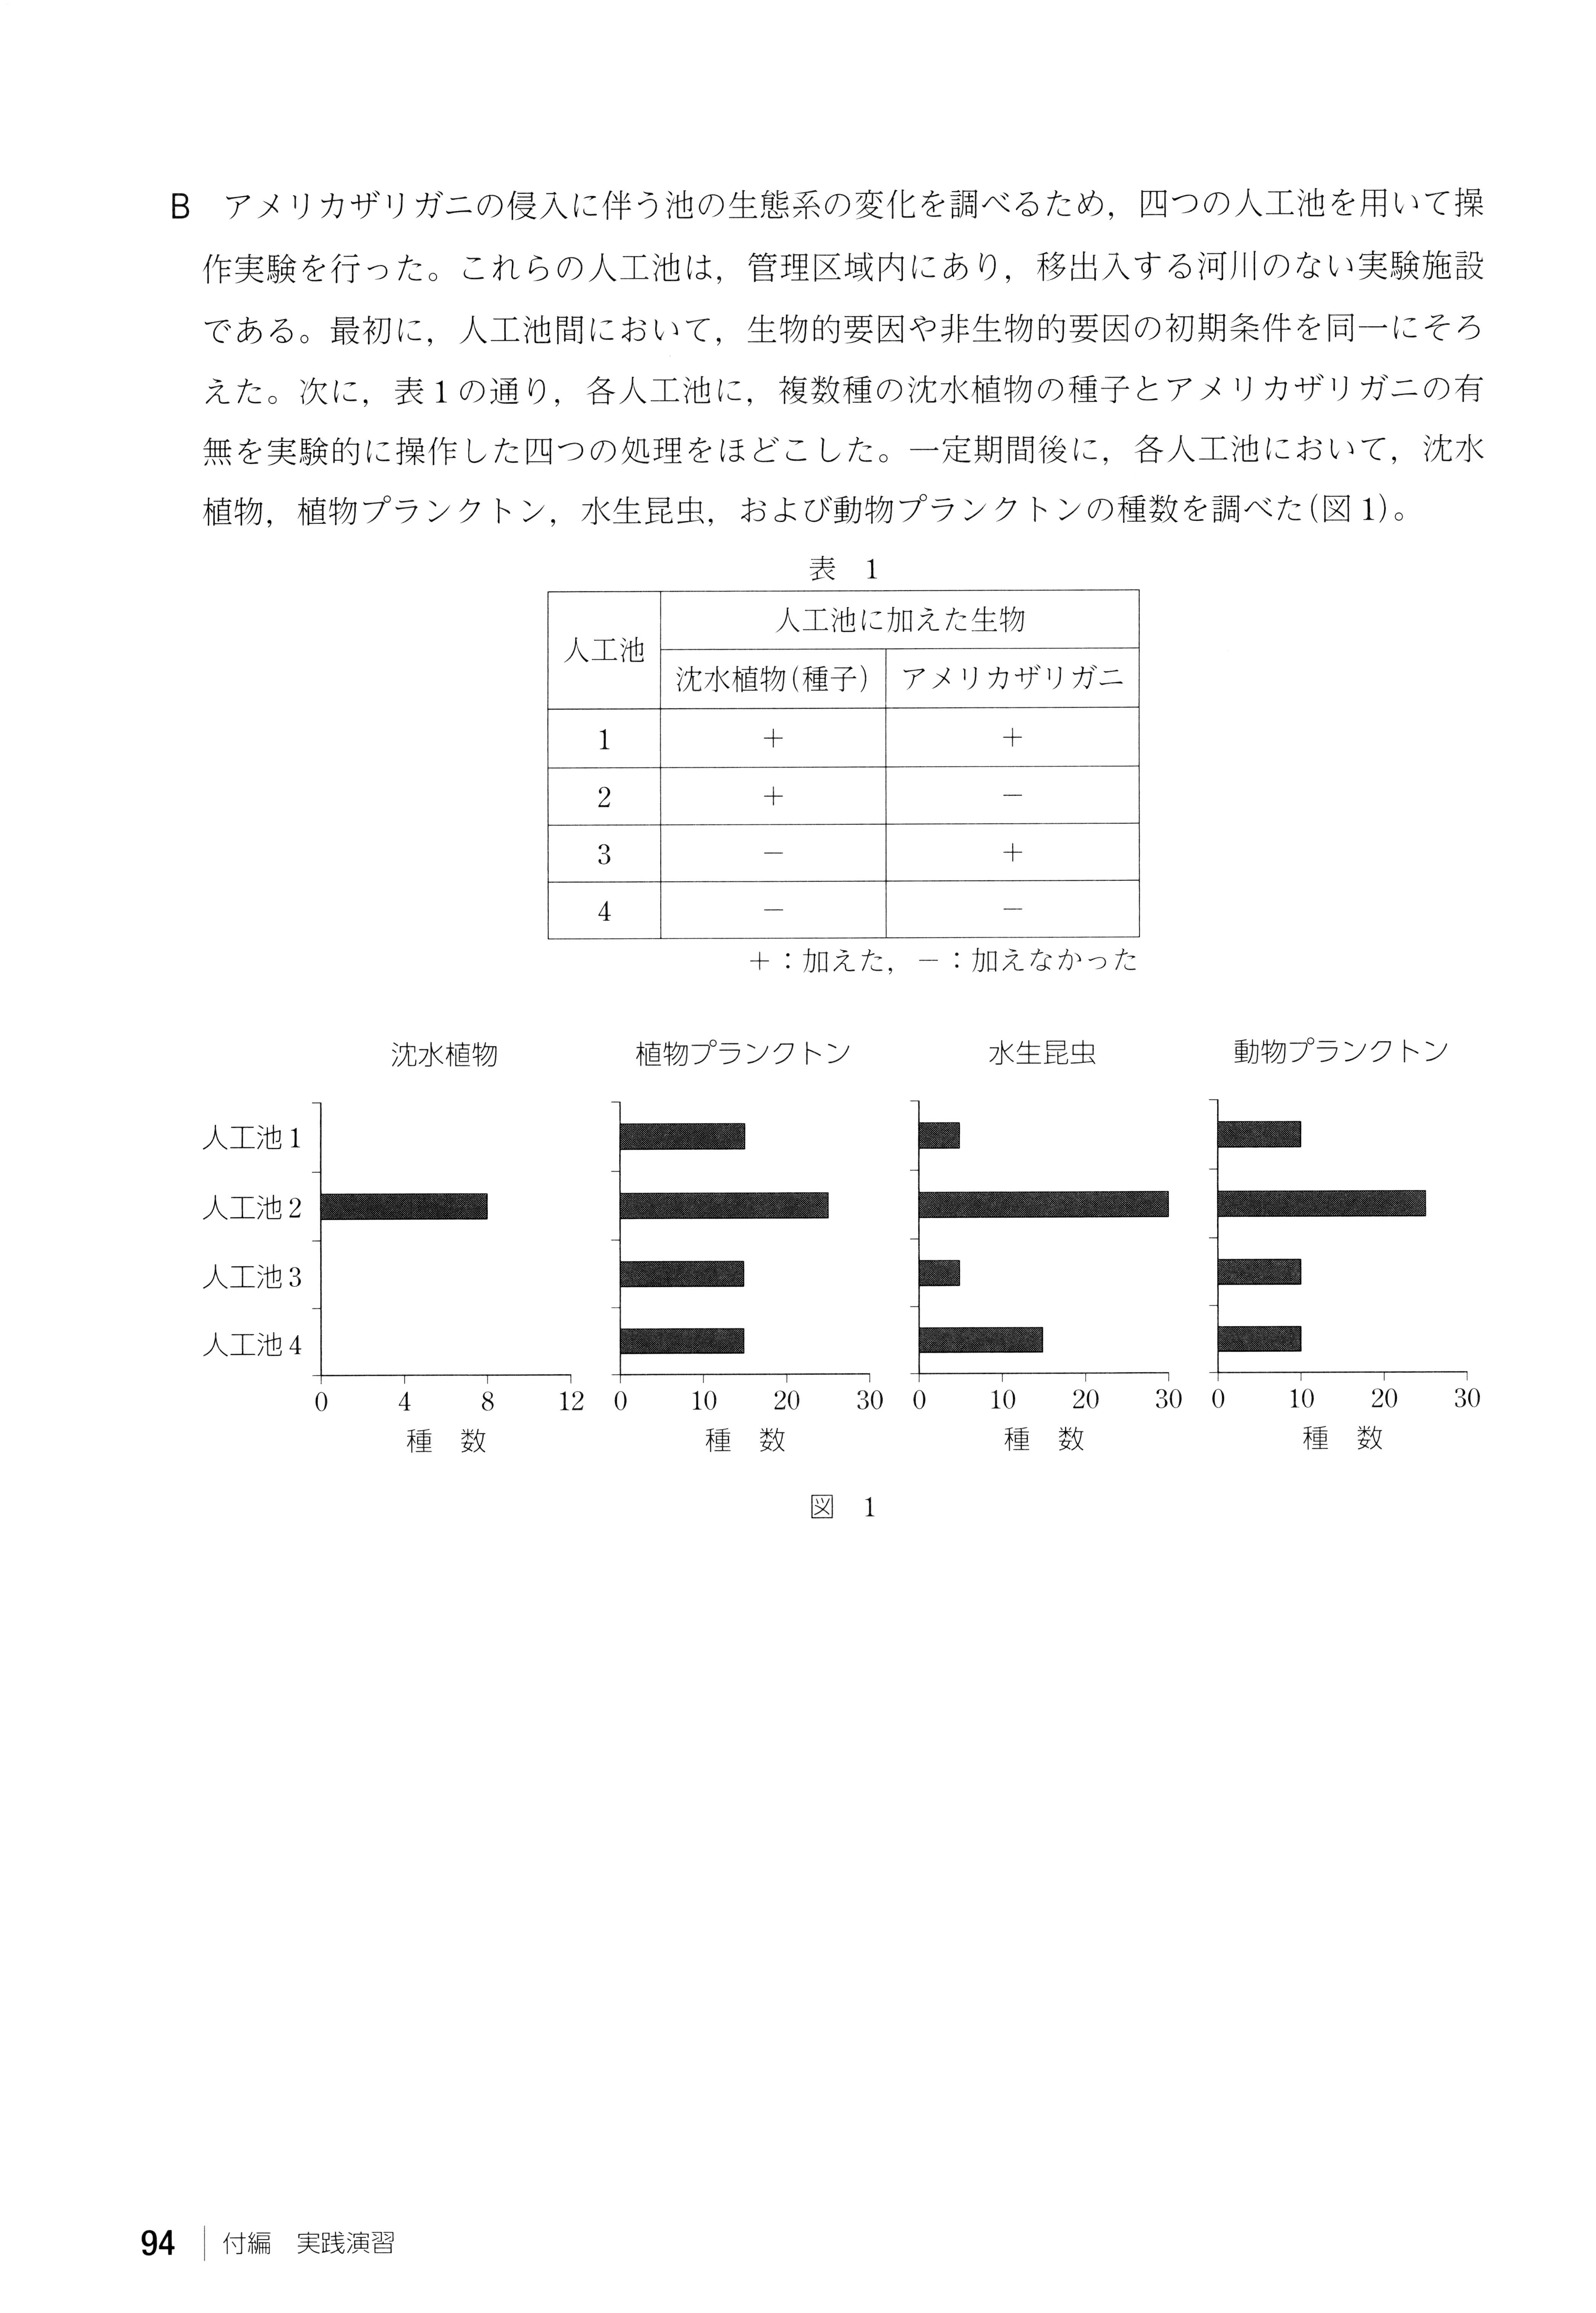 B　アメリカザリガニの侵入に伴う池の生態系の変化を調べるため，四つの人工池を用いて操
作実験を行った。これらの人工池は，管理区域内にあり，移出入する河川のない実験施設
である。最初に，人工池間において，生物的要因や非生物的要因の初期条件を同一にそろ
えた。次に，表1の通り，各人工池に，複数種の沈水植物の種子とアメリカザリガニの有
無を実験的に操作した四つの処理をほどこした。一定期間後に，各人工池において，沈水
植物，植物プランクトン，水生昆虫，および動物プランクトンの種数を調べた(図1)。
表　1
人工池　人工池に加えた生物
沈水植物(種子)　アメリカザリガニ
1　＋　＋
2　＋　－
3　－　＋
4　－　－
＋：加えた，－：加えなかった
沈水植物　植物プランクトン　水生昆虫　動物プランクトン
人工池1
人工池2
人工池3
人工池4
0　4　8　12　0　10　20　30　0　10　20　30　0　10　20　30
種　数　種　数　種　数　種　数
図　1
94　付編　実践演習